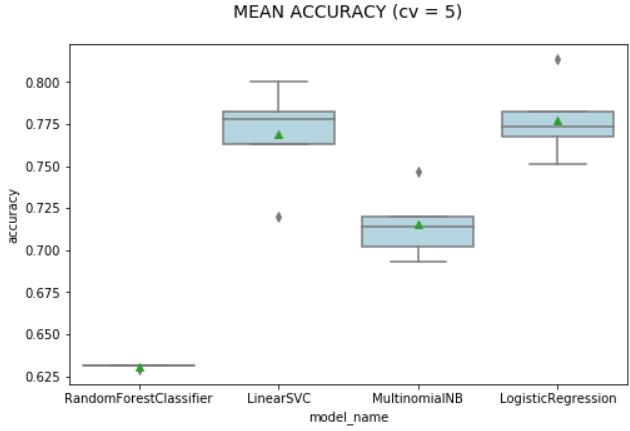 MEAN ACCURACY (cv = 5)
accuracy
0.800
0.775
0.750
0.725
0.700
0.675
0.650
0.625
RandomForestClassifier LinearSVC MultinomialNB LogisticRegression
model_name